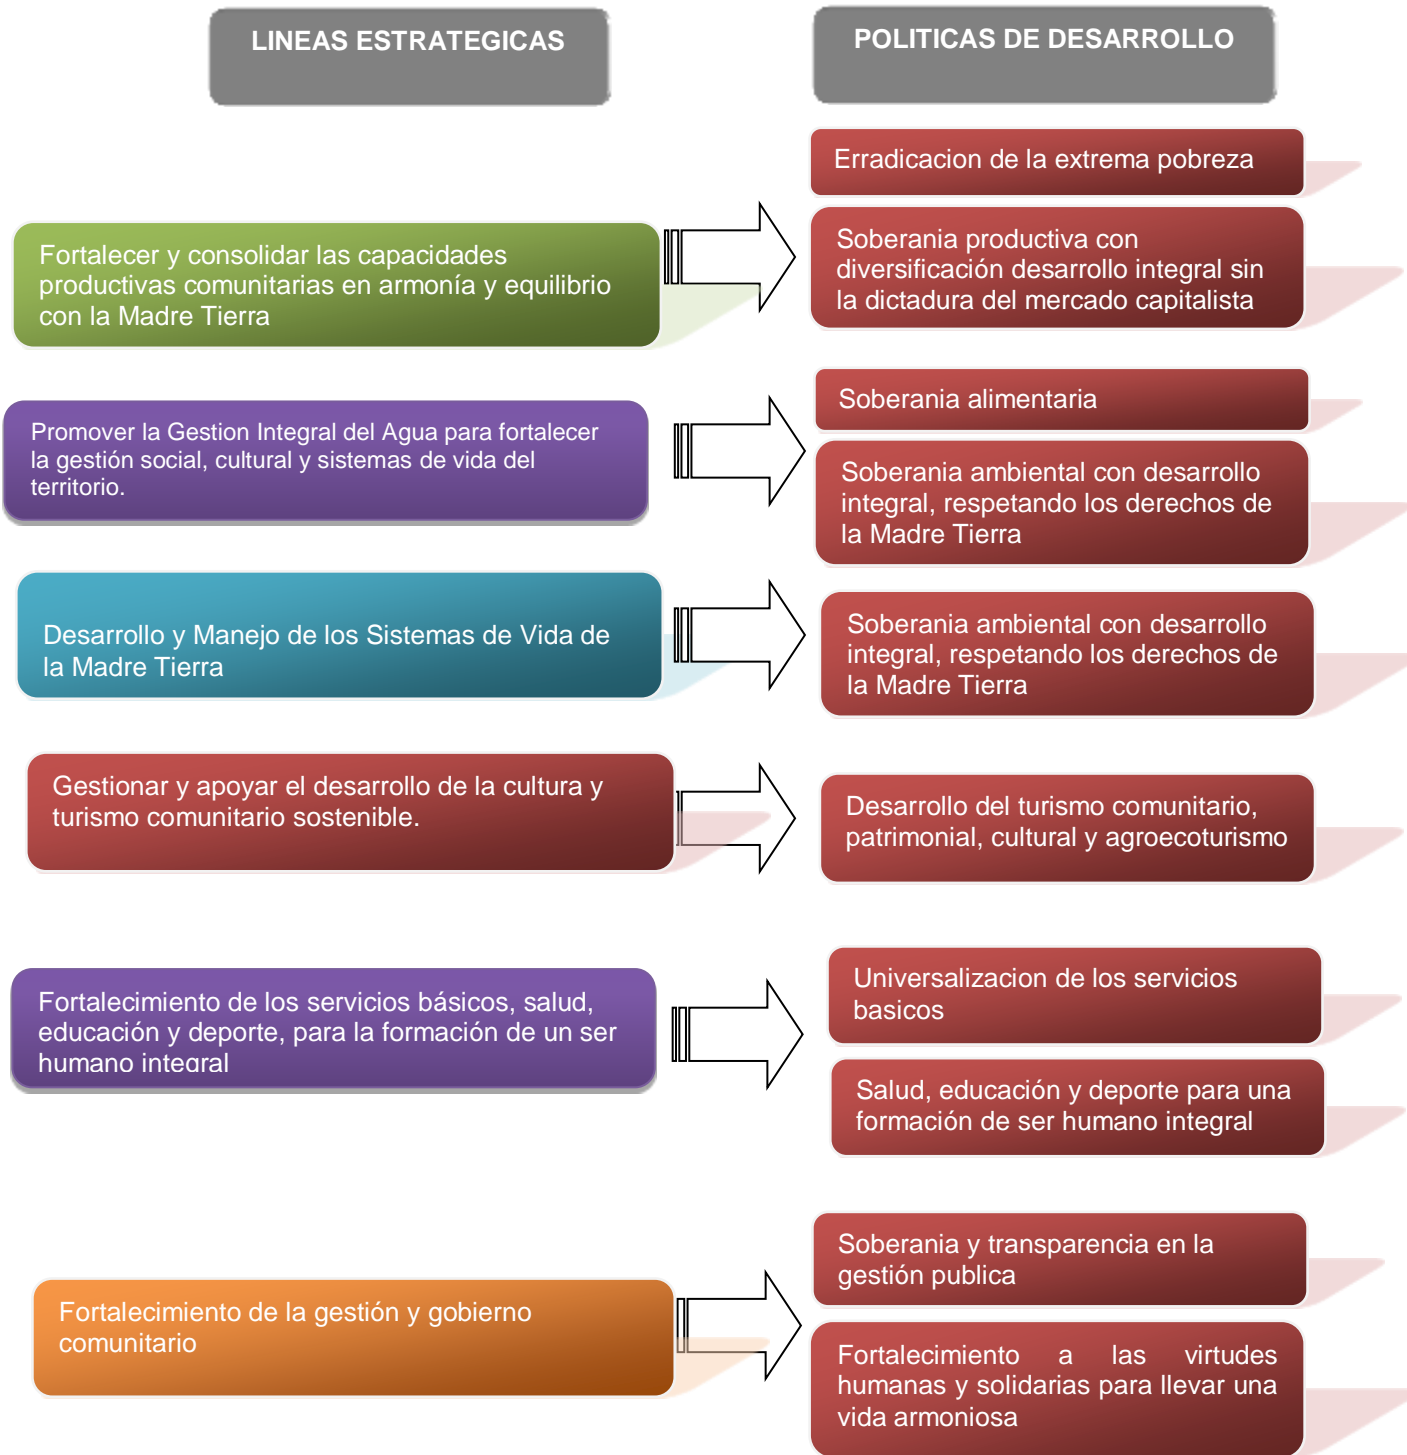 LINEAS ESTRATEGICAS
POLITICAS DE DESARROLLO
Erradicacion de la extrema pobreza
Fortalecer y consolidar las capacidades
productivas comunitarias en armonía y equilibrio
con la Madre Tierra
Soberania productiva con
diversificación desarrollo integral sin
la dictadura del mercado capitalista
Promover la Gestion Integral del Agua para fortalecer
la gestión social, cultural y sistemas de vida del
territorio.
Soberania alimentaria
Soberania ambiental con desarrollo
integral, respetando los derechos de
la Madre Tierra
Desarrollo y Manejo de los Sistemas de Vida de
la Madre Tierra
Soberania ambiental con desarrollo
integral, respetando los derechos de
la Madre Tierra
Gestionar y apoyar el desarrollo de la cultura y
turismo comunitario sostenible.
Desarrollo del turismo comunitario,
patrimonial, cultural y agroecoturismo
Fortalecimiento de los servicios básicos, salud,
educación y deporte, para la formación de un ser
humano integral
Universalizacion de los servicios
basicos
Salud, educación y deporte para una
formación de ser humano integral
Fortalecimiento de la gestión y gobierno
comunitario
Soberania y transparencia en la
gestión publica
Fortalecimiento a las virtudes
humanas y solidarias para llevar una
vida armoniosa